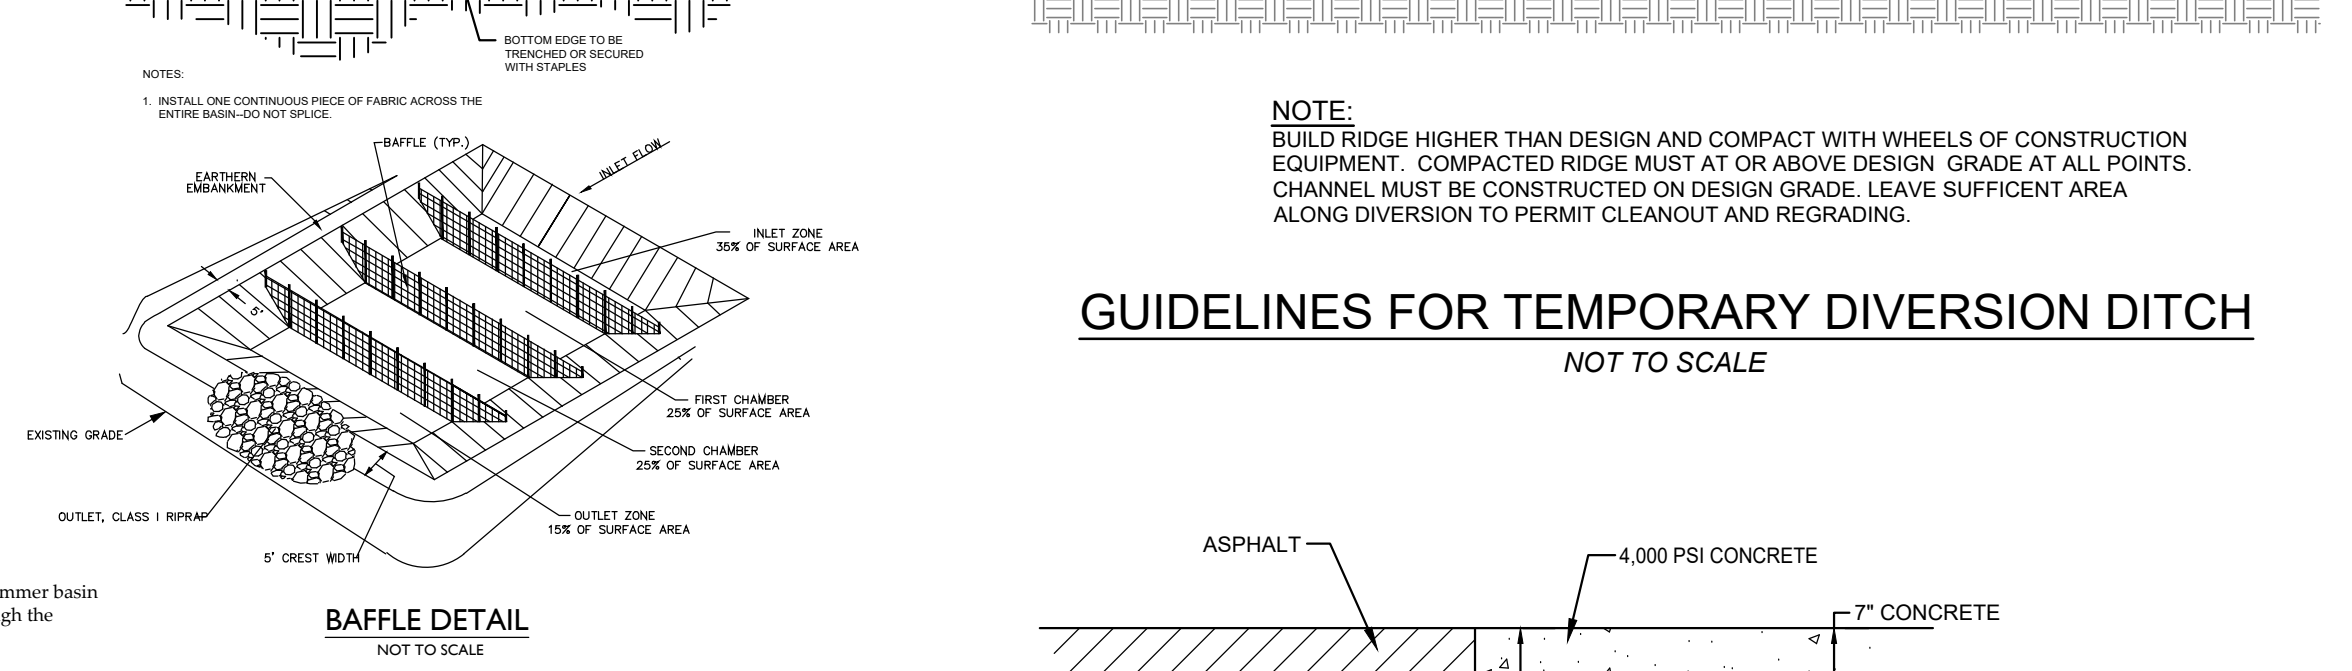 BOTTOM EDGE TO BE
TRENCHED OR SECURED
WITH STAPLES
NOTES:
1. INSTALL ONE CONTINUOUS PIECE OF FABRIC ACROSS THE
ENTIRE BASIN--DO NOT SPLICE.
BAFFLE (TYP.)
INLET FLOW
EARTHERN
EMBANKMENT
INLET ZONE
35% OF SURFACE AREA
5'
FIRST CHAMBER
25% OF SURFACE AREA
EXISTING GRADE
SECOND CHAMBER
25% OF SURFACE AREA
OUTLET, CLASS I RIPRAP
OUTLET ZONE
15% OF SURFACE AREA
5' CREST WIDTH
mmer basin
gh the
BAFFLE DETAIL
NOT TO SCALE
NOTE:
BUILD RIDGE HIGHER THAN DESIGN AND COMPACT WITH WHEELS OF CONSTRUCTION
EQUIPMENT. COMPACTED RIDGE MUST AT OR ABOVE DESIGN GRADE AT ALL POINTS.
CHANNEL MUST BE CONSTRUCTED ON DESIGN GRADE. LEAVE SUFFICENT AREA
ALONG DIVERSION TO PERMIT CLEANOUT AND REGRADING.
GUIDELINES FOR TEMPORARY DIVERSION DITCH
NOT TO SCALE
ASPHALT
4,000 PSI CONCRETE
7" CONCRETE